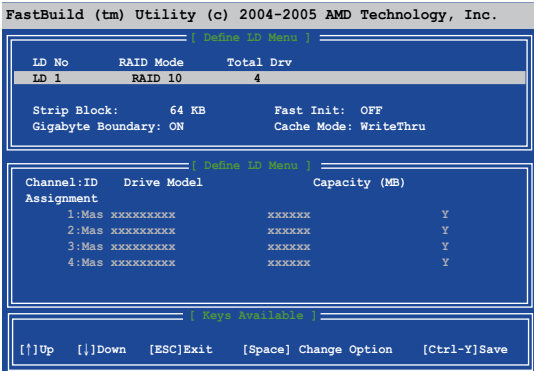 FastBuild (tm) Utility (c) 2004-2005 AMD Technology, Inc.
[ Define LD Menu ]
LD No RAID Mode Total Drv
LD 1 RAID 10 4
Strip Block: 64 KB Fast Init: OFF
Gigabyte Boundary: ON Cache Mode: WriteThru
[ Define LD Menu ]
Channel:ID Drive Model Capacity (MB)
Assignment
1:Mas xxxxxxxxx xxxxxx Y
2:Mas xxxxxxxxx xxxxxx Y
3:Mas xxxxxxxxx xxxxxx Y
4:Mas xxxxxxxxx xxxxxx Y
[ Keys Available ]
[↑]Up [↓]Down [ESC]Exit [Space] Change Option [Ctrl-Y]Save